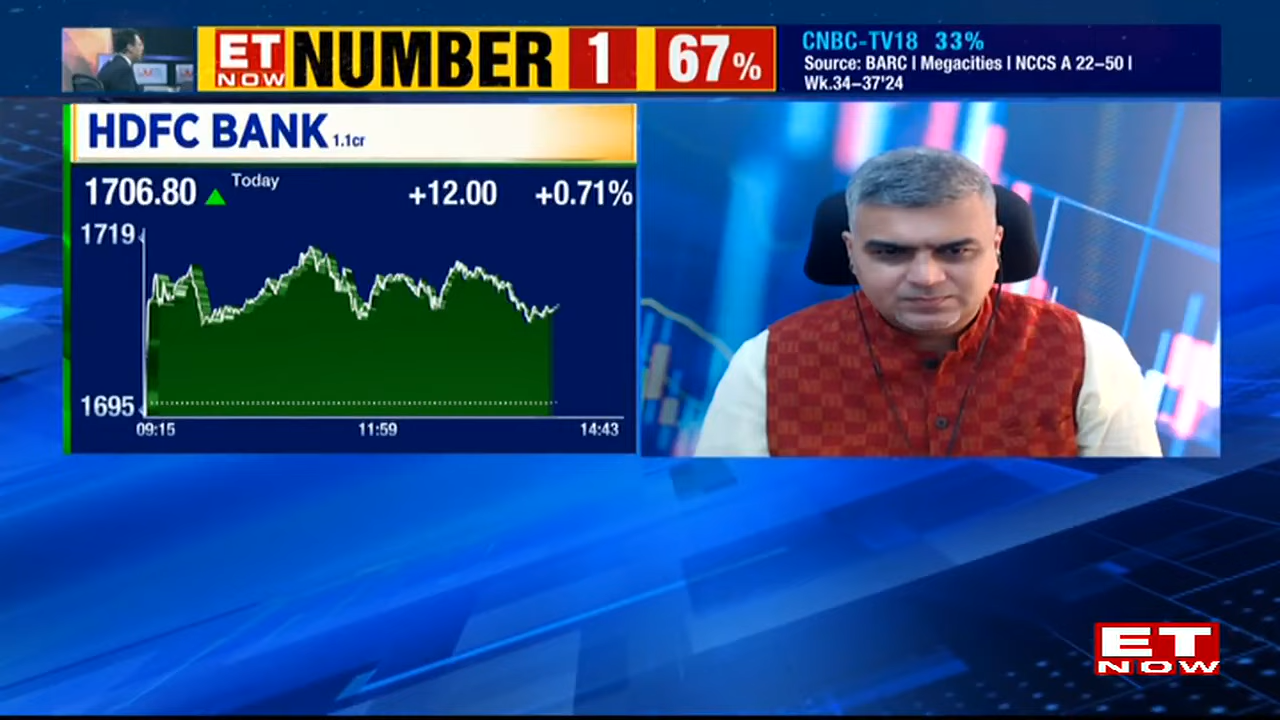 ET NOW NUMBER 1 67%
CNBC-TV18 33%
Source: BARC | Megacities | NCCS A 22-50 |
Wk.34-37'24
HDFC BANK 1.1cr
1706.80 ▲ Today +12.00 +0.71%
1719
1695
09:15 11:59 14:43
ET
NOW